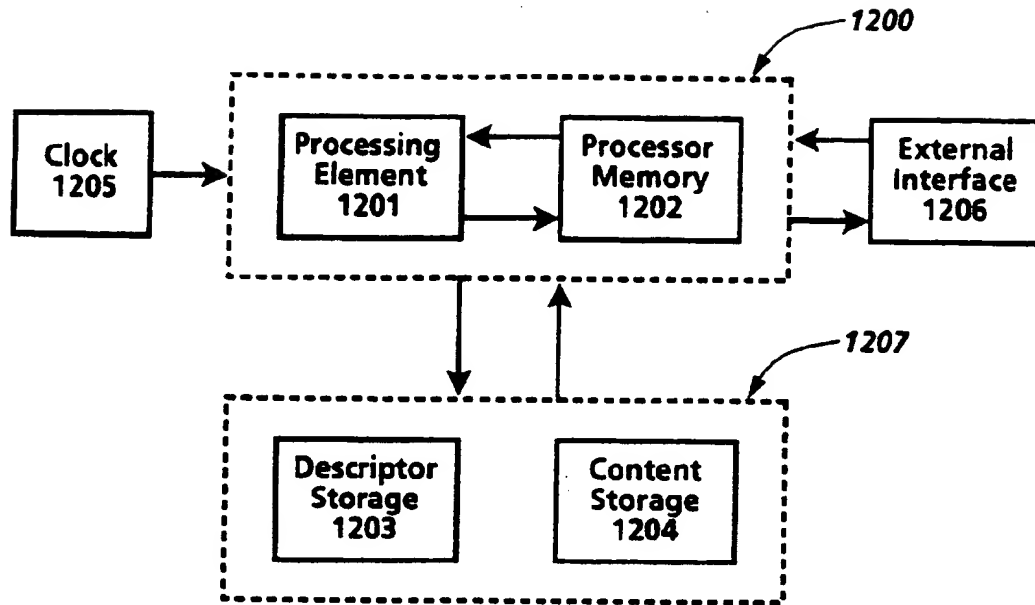 1200
Clock
1205
Processing
Element
1201
Processor
Memory
1202
External
Interface
1206
1207
Descriptor
Storage
1203
Content
Storage
1204